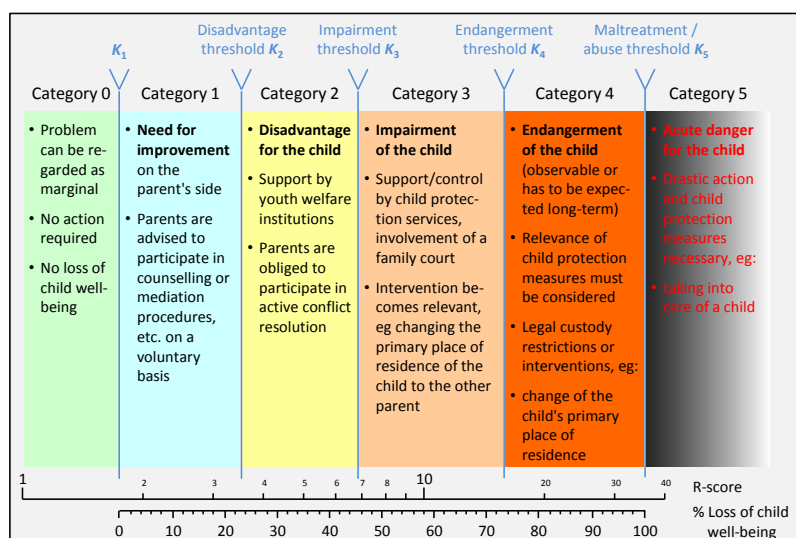 Disadvantage
threshold K2
Impairment
threshold K3
Endangerment
threshold K4
Maltreatment /
abuse threshold K5
K1
Category 0
Category 1
Category 2
Category 3
Category 4
Category 5
• Problem
can be re-
garded as
marginal
• No action
required
• No loss of
child well-
being
• Need for
improvement
on the
parent's side
• Parents are
advised to
participate in
counselling or
mediation
procedures,
etc. on a
voluntary
basis
• Disadvantage
for the child
• Support by
youth welfare
institutions
• Parents are
obliged to
participate in
active conflict
resolution
• Impairment
of the child
• Support/control
by child protec-
tion services,
involvement of a
family court
• Intervention be-
comes relevant,
eg changing the
primary place of
residence of the
child to the other
parent
• Endangerment
of the child
(observable or
has to be expec-
ted long-term)
• Relevance of
child protection
measures must
be considered
• Legal custody
restrictions or
interventions, eg:
• change of the
child's primary
place of
residence
• Acute danger
for the child
• Drastic action
and child
protection
measures
necessary, eg:
• taking into
care of a child
1 2 3 4 5 6 7 8 10 20 30 40
R-score
0 10 20 30 40 50 60 70 80 90 100
% Loss of child
well-being